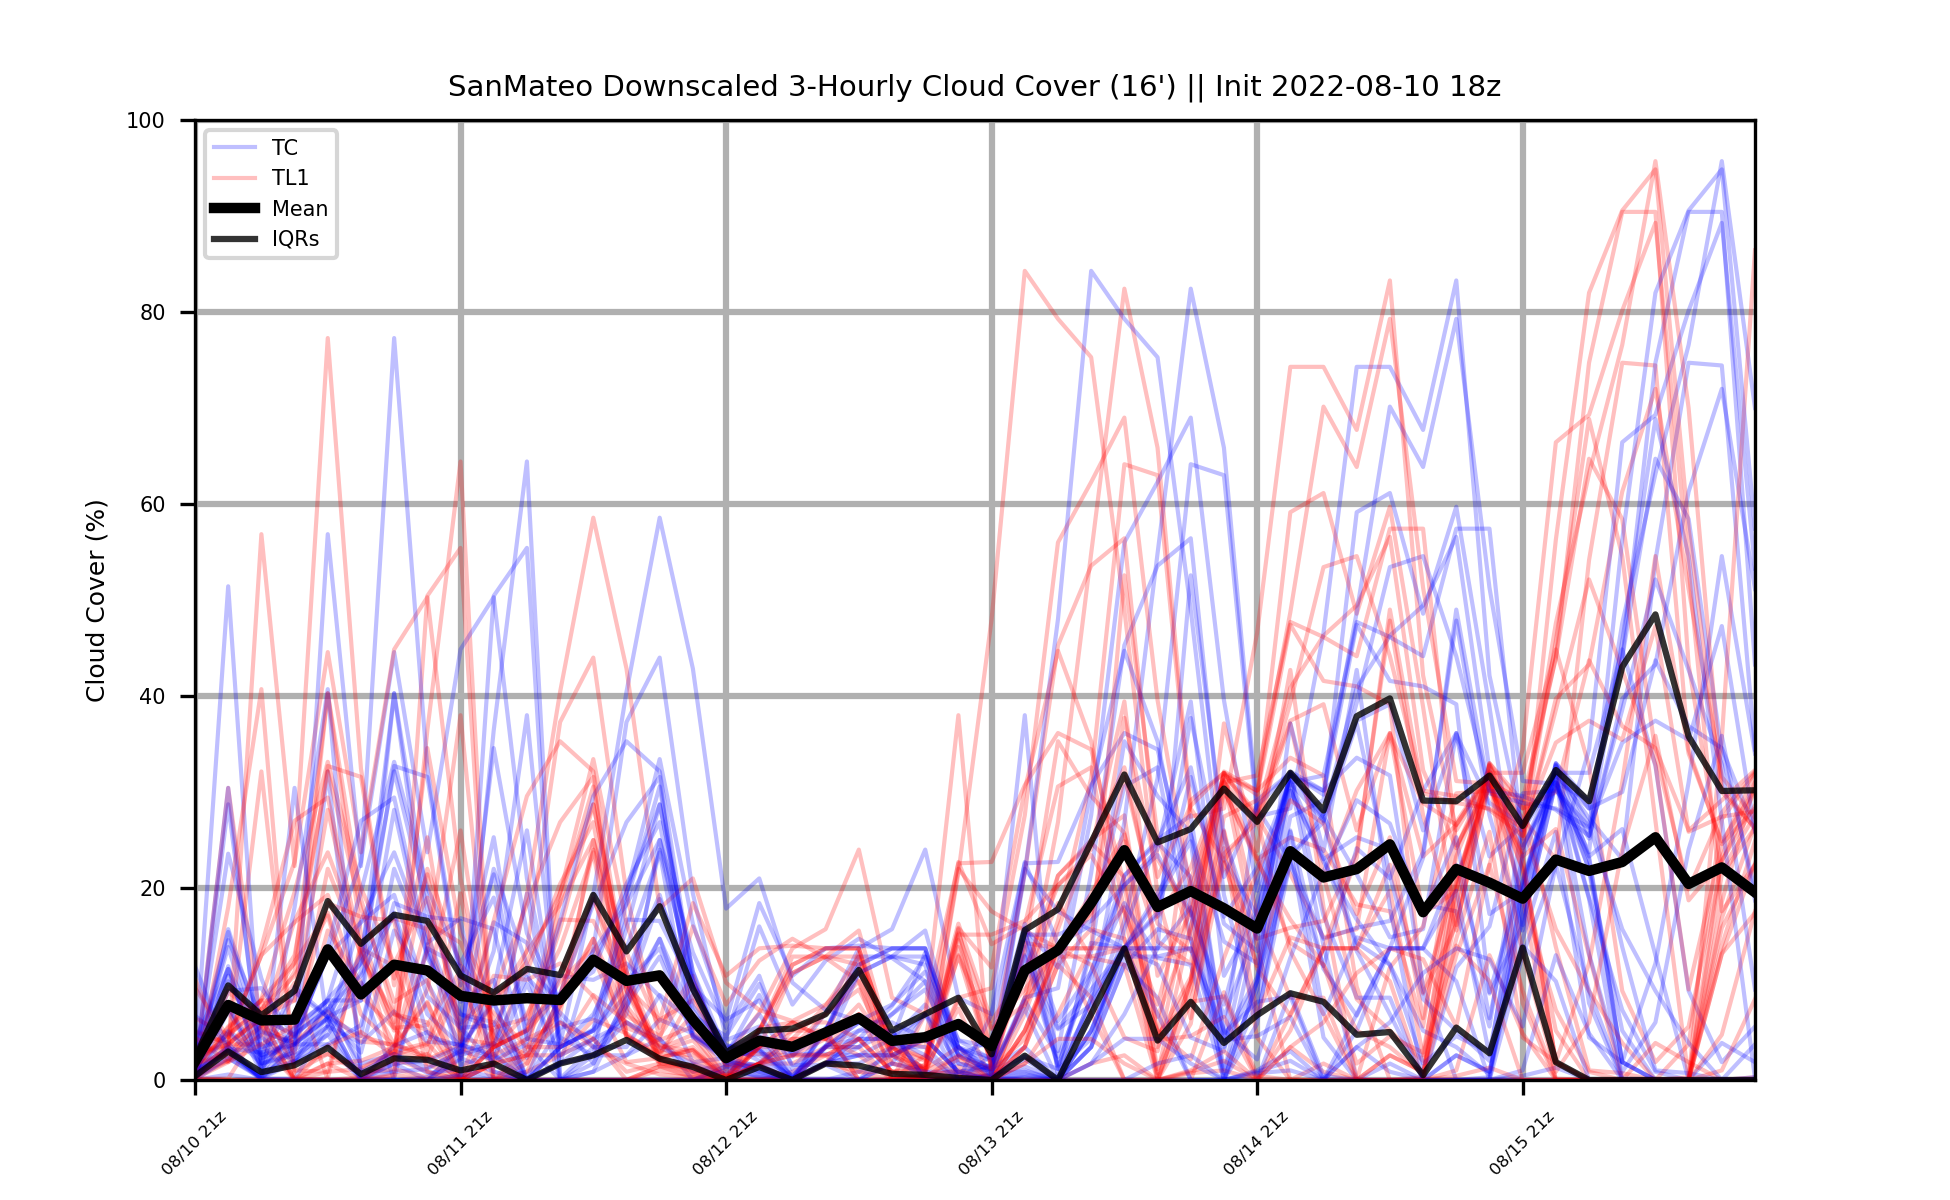 SanMateo Downscaled 3-Hourly Cloud Cover (16') || Init 2022-08-10 18z
TC
TL1
Mean
IQRs
Cloud Cover (%)
100
80
60
40
20
0
08/10 21z
08/11 21z
08/12 21z
08/13 21z
08/14 21z
08/15 21z